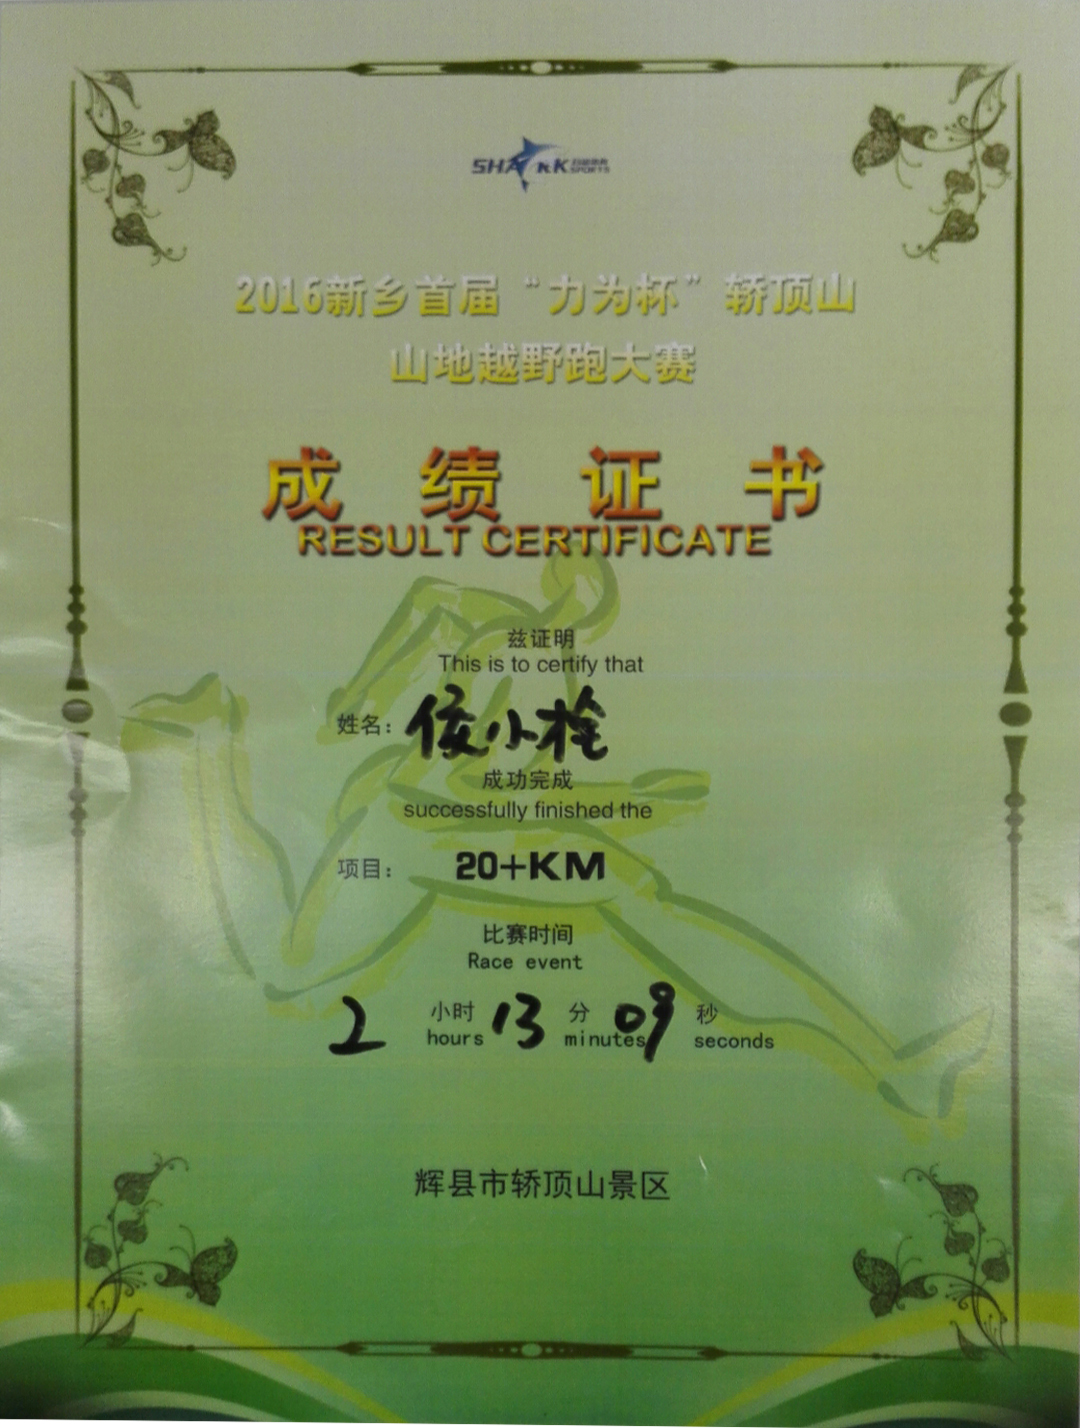 SHARKK SPORTS
2016新乡首届“力为杯”轿顶山
山地越野跑大赛
成绩证书
RESULT CERTIFICATE
兹证明
This is to certify that
姓名：侯小栓
成功完成
successfully finished the
项目：20+KM
比赛时间
Race event
2 小时 13 分 09 秒
hours minutes seconds
辉县市轿顶山景区